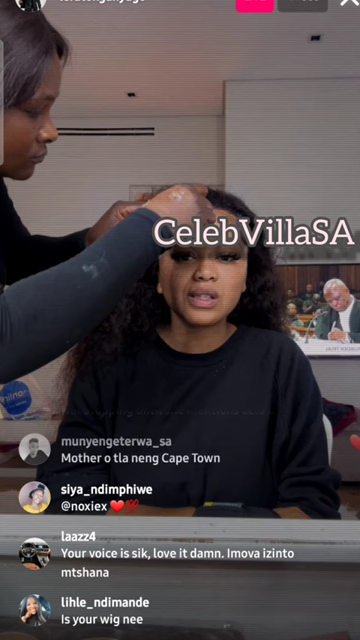 CelebVillaSA
munyengeterwa_sa
Mother o tla neng Cape Town
siya_ndimphiwe
@noxiex ❤️💯
laazz4
Your voice is sik, love it damn. Imova izinto
mtshana
lihle_ndimande
Is your wig nee